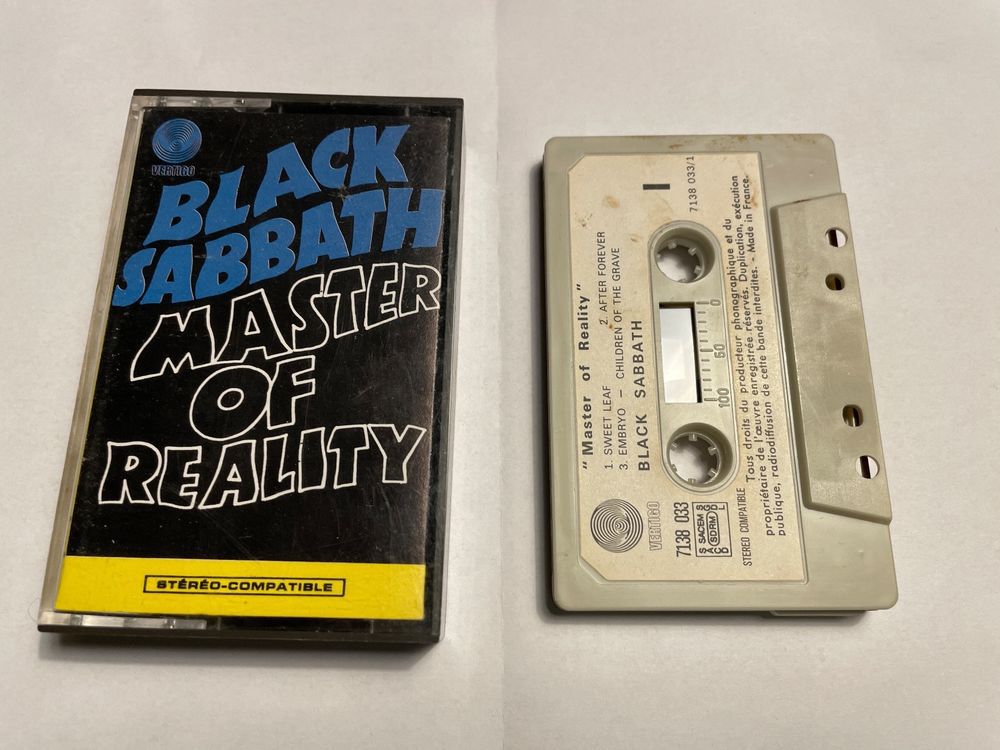 VERTIGO
BLACK
SABBATH
MASTER
OF
REALITY
STÉRÉO-COMPATIBLE
"Master of Reality"
1. SWEET LEAF 2. AFTER FOREVER
3. EMBRYO — CHILDREN OF THE GRAVE
BLACK SABBATH
I
7138 033/1
100 50 0
VERTIGO
7138 033
SACEM
SDRM
SACD
SGDL
STEREO COMPATIBLE
Tous droits du producteur phonographique et du
propriétaire de l'œuvre enregistrée réservés. Duplication, exécution
publique, radiodiffusion de cette bande interdites. - Made in France.